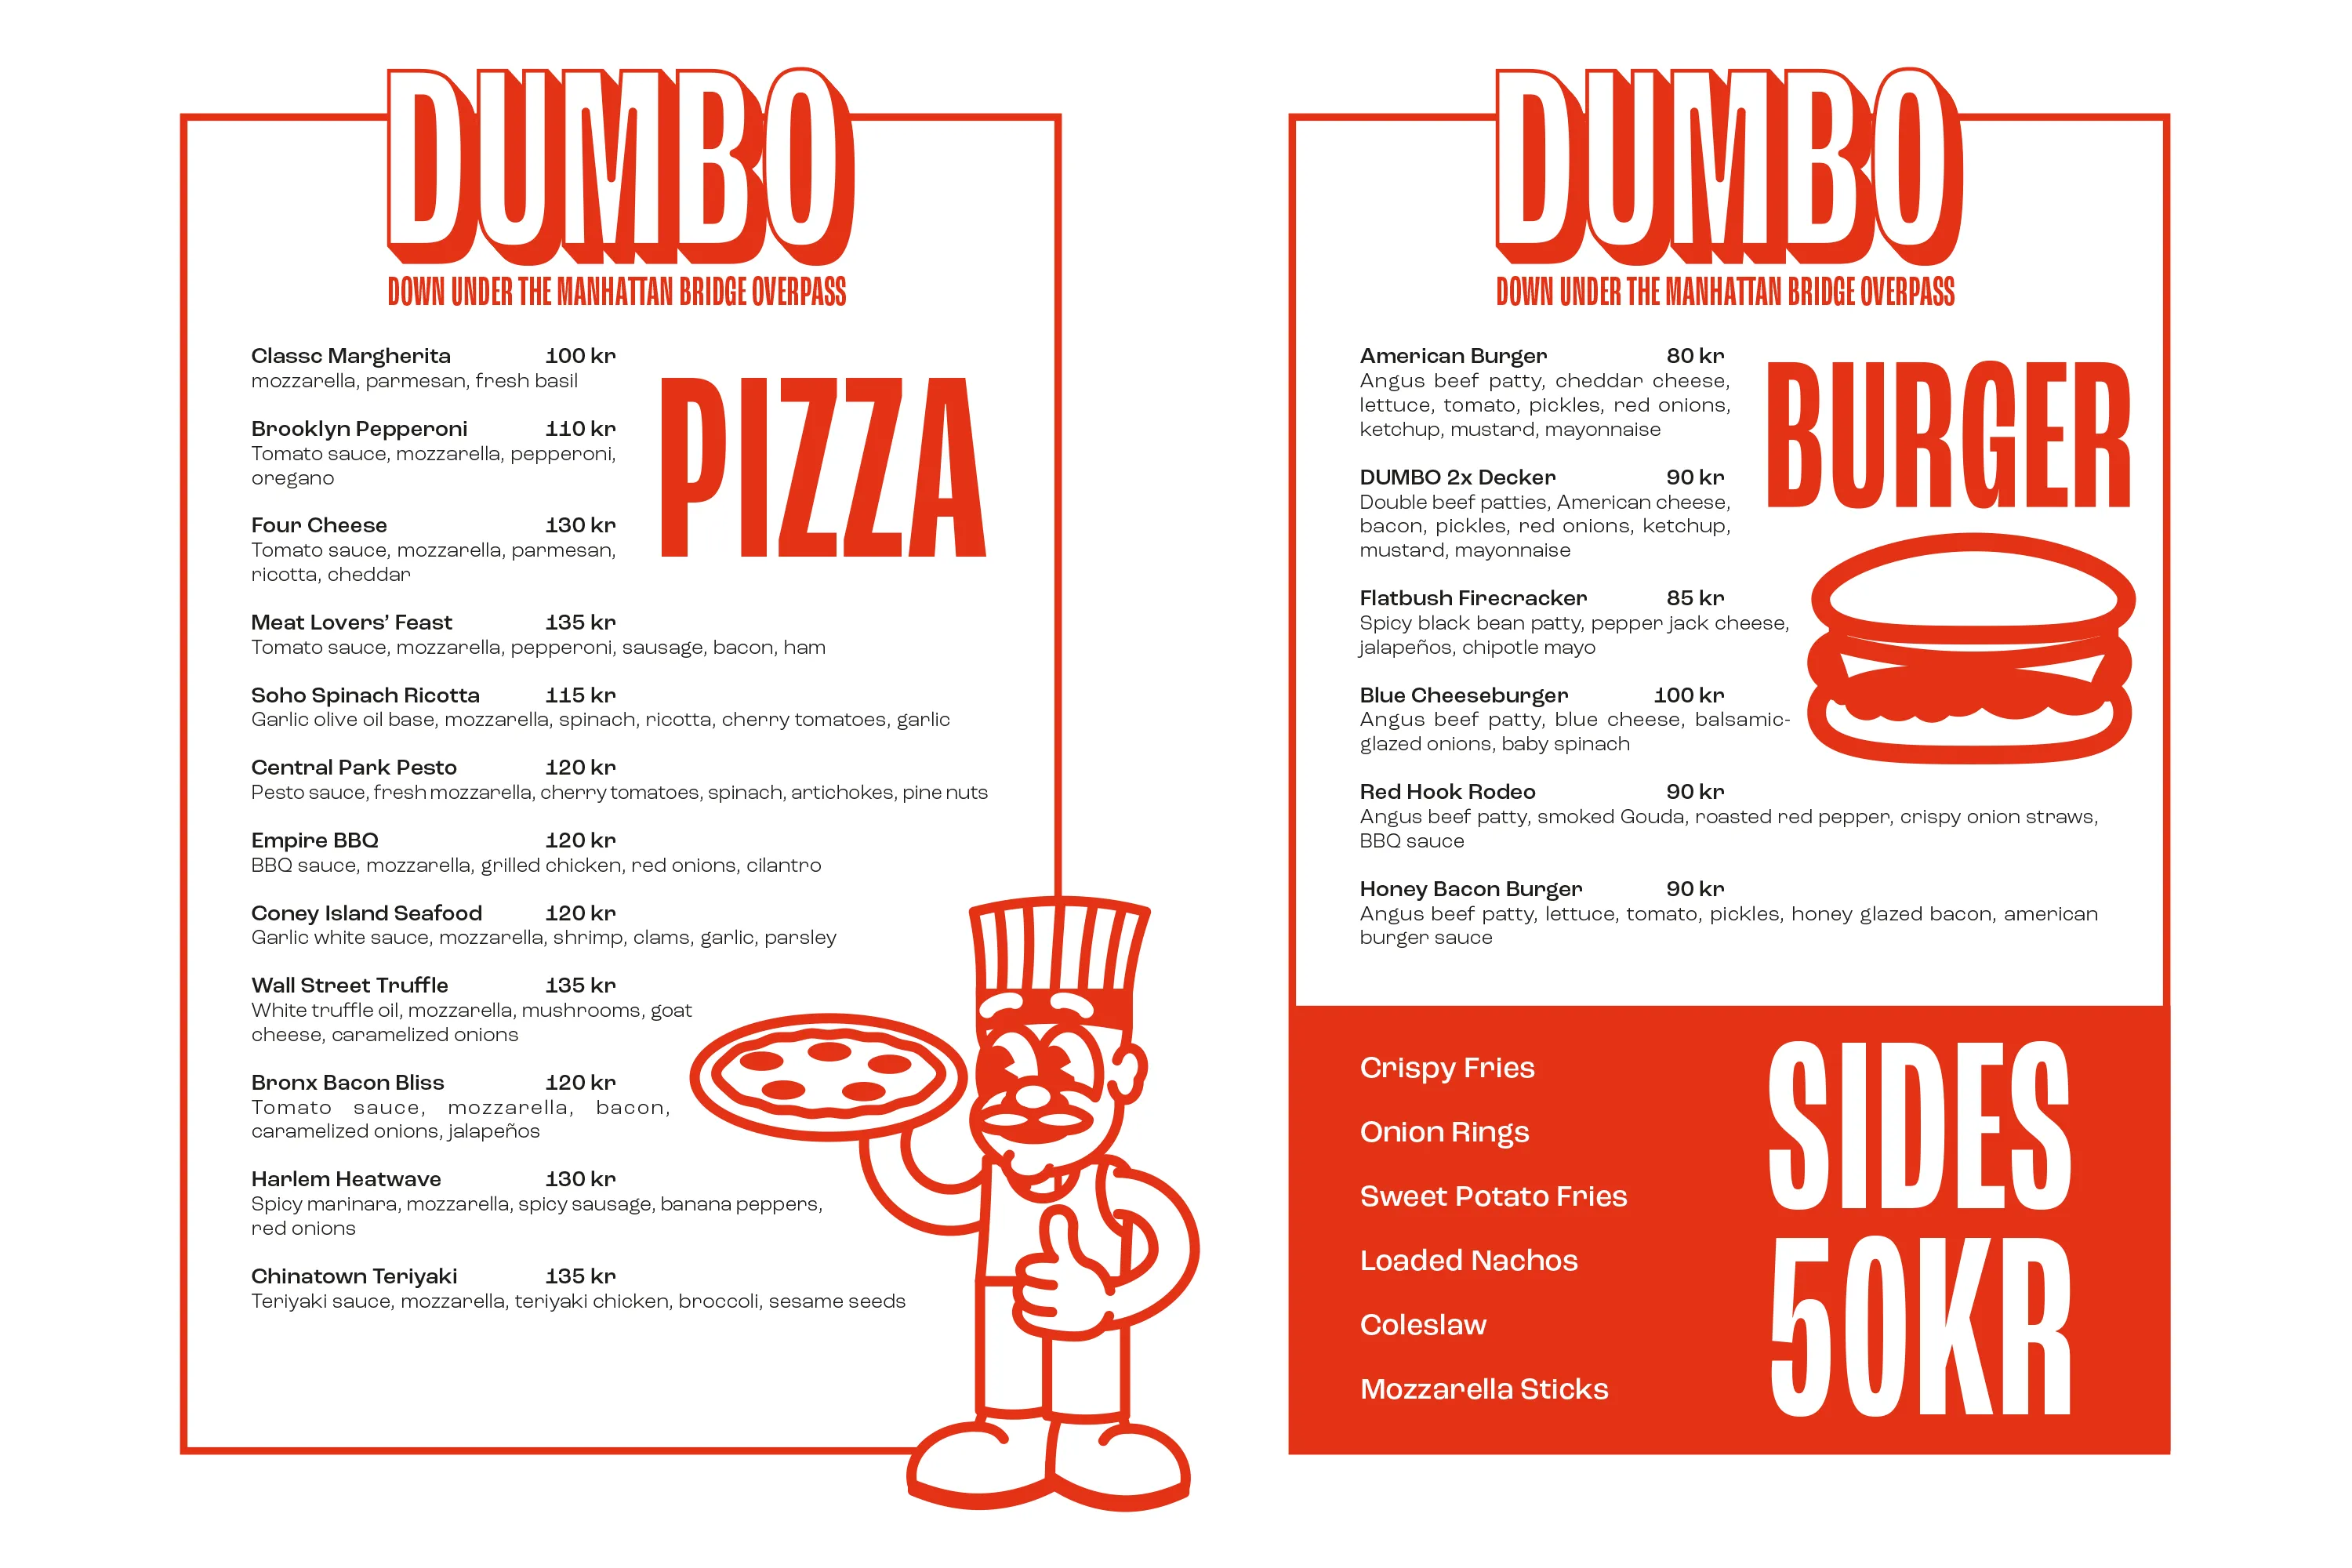 DUMBO
DOWN UNDER THE MANHATTAN BRIDGE OVERPASS
PIZZA
Classc Margherita 100 kr
mozzarella, parmesan, fresh basil
Brooklyn Pepperoni 110 kr
Tomato sauce, mozzarella, pepperoni,
oregano
Four Cheese 130 kr
Tomato sauce, mozzarella, parmesan,
ricotta, cheddar
Meat Lovers’ Feast 135 kr
Tomato sauce, mozzarella, pepperoni, sausage, bacon, ham
Soho Spinach Ricotta 115 kr
Garlic olive oil base, mozzarella, spinach, ricotta, cherry tomatoes, garlic
Central Park Pesto 120 kr
Pesto sauce, fresh mozzarella, cherry tomatoes, spinach, artichokes, pine nuts
Empire BBQ 120 kr
BBQ sauce, mozzarella, grilled chicken, red onions, cilantro
Coney Island Seafood 120 kr
Garlic white sauce, mozzarella, shrimp, clams, garlic, parsley
Wall Street Truffle 135 kr
White truffle oil, mozzarella, mushrooms, goat
cheese, caramelized onions
Bronx Bacon Bliss 120 kr
Tomato sauce, mozzarella, bacon,
caramelized onions, jalapeños
Harlem Heatwave 130 kr
Spicy marinara, mozzarella, spicy sausage, banana peppers,
red onions
Chinatown Teriyaki 135 kr
Teriyaki sauce, mozzarella, teriyaki chicken, broccoli, sesame seeds
DUMBO
DOWN UNDER THE MANHATTAN BRIDGE OVERPASS
BURGER
American Burger 80 kr
Angus beef patty, cheddar cheese,
lettuce, tomato, pickles, red onions,
ketchup, mustard, mayonnaise
DUMBO 2x Decker 90 kr
Double beef patties, American cheese,
bacon, pickles, red onions, ketchup,
mustard, mayonnaise
Flatbush Firecracker 85 kr
Spicy black bean patty, pepper jack cheese,
jalapeños, chipotle mayo
Blue Cheeseburger 100 kr
Angus beef patty, blue cheese, balsamic-
glazed onions, baby spinach
Red Hook Rodeo 90 kr
Angus beef patty, smoked Gouda, roasted red pepper, crispy onion straws,
BBQ sauce
Honey Bacon Burger 90 kr
Angus beef patty, lettuce, tomato, pickles, honey glazed bacon, american
burger sauce
SIDES
50KR
Crispy Fries
Onion Rings
Sweet Potato Fries
Loaded Nachos
Coleslaw
Mozzarella Sticks